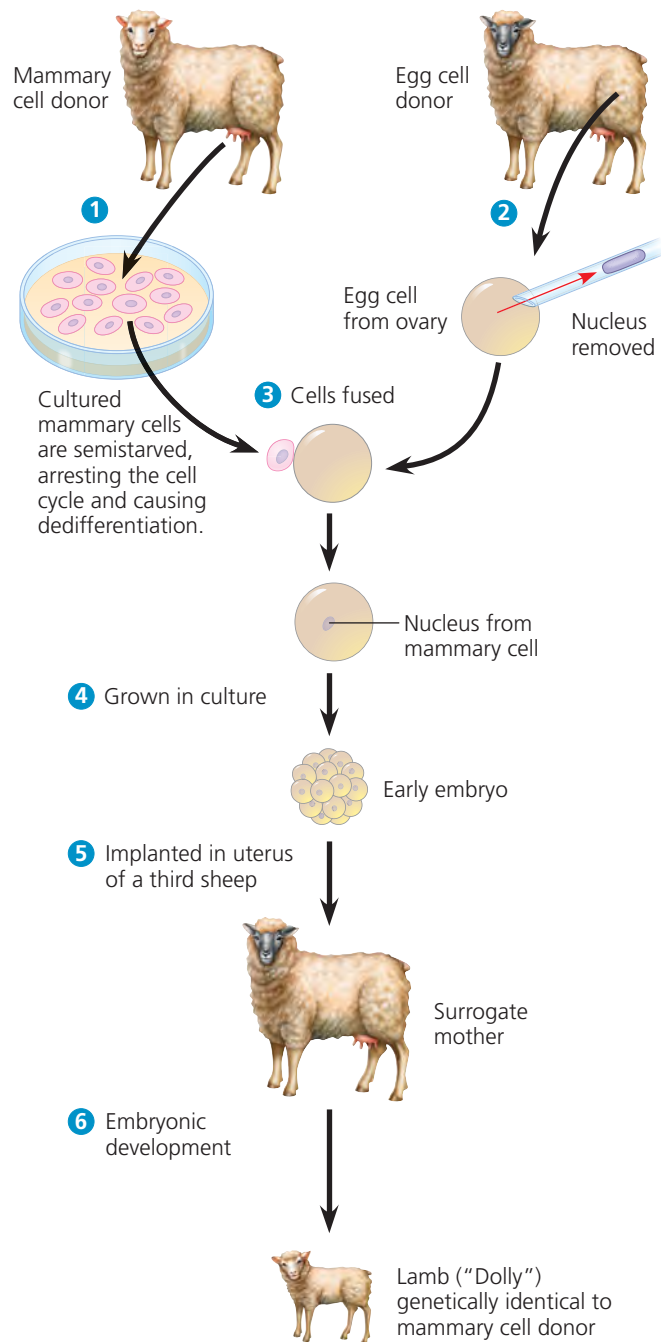 Mammary
cell donor
Egg cell
donor
1
2
Egg cell
from ovary
Nucleus
removed
Cultured
mammary cells
are semistarved,
arresting the cell
cycle and causing
dedifferentiation.
3 Cells fused
Nucleus from
mammary cell
4 Grown in culture
Early embryo
5 Implanted in uterus
of a third sheep
Surrogate
mother
6 Embryonic
development
Lamb (“Dolly”)
genetically identical to
mammary cell donor